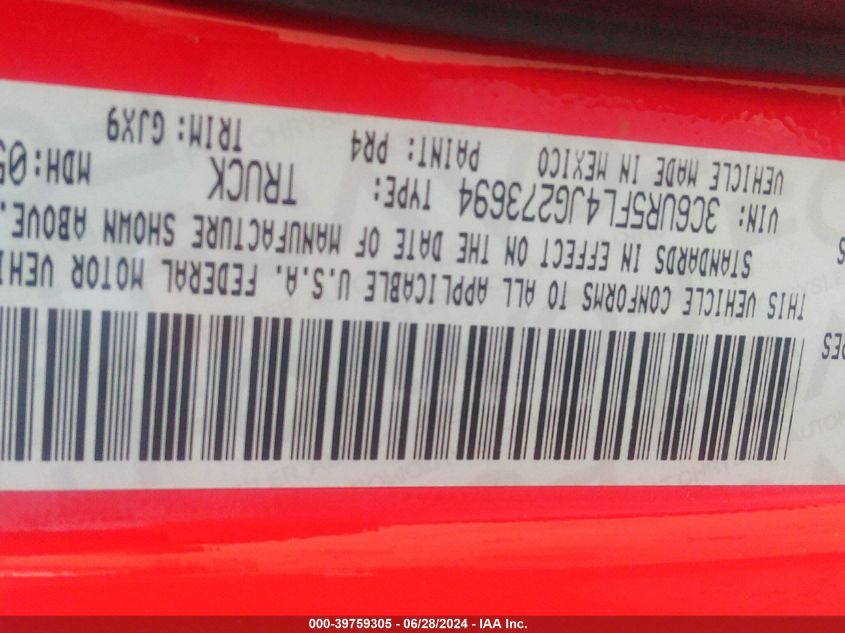 THIS VEHICLE CONFORMS TO ALL APPLICABLE U.S.A. FEDERAL MOTOR VEHI
STANDARDS IN EFFECT ON THE DATE OF MANUFACTURE SHOWN ABOVE.
VIN: 3C6UR5FL4JG273694 TYPE: TRUCK MDH:05
VEHICLE MADE IN MEXICO PAINT: PR4 TRIM: GJX9
000-39759305 - 06/28/2024 - IAA Inc.